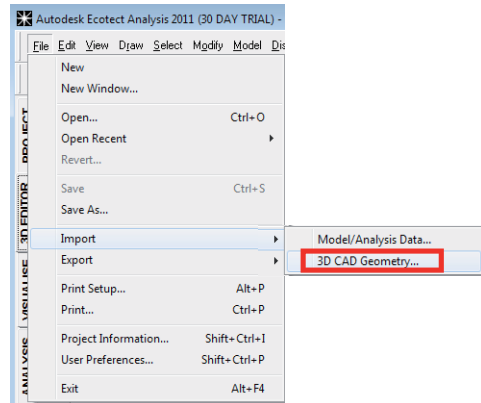 Autodesk Ecotect Analysis 2011 (30 DAY TRIAL) -
File Edit View Draw Select Modify Model Dis
New
New Window...
Open... Ctrl+O
Open Recent
Revert...
Save Ctrl+S
Save As...
Import
Model/Analysis Data...
Export
3D CAD Geometry...
Print Setup... Alt+P
Print... Ctrl+P
Project Information... Shift+Ctrl+I
User Preferences... Shift+Ctrl+P
Exit Alt+F4
PROJECT
3D EDITOR
VISUALISE
ANALYSIS